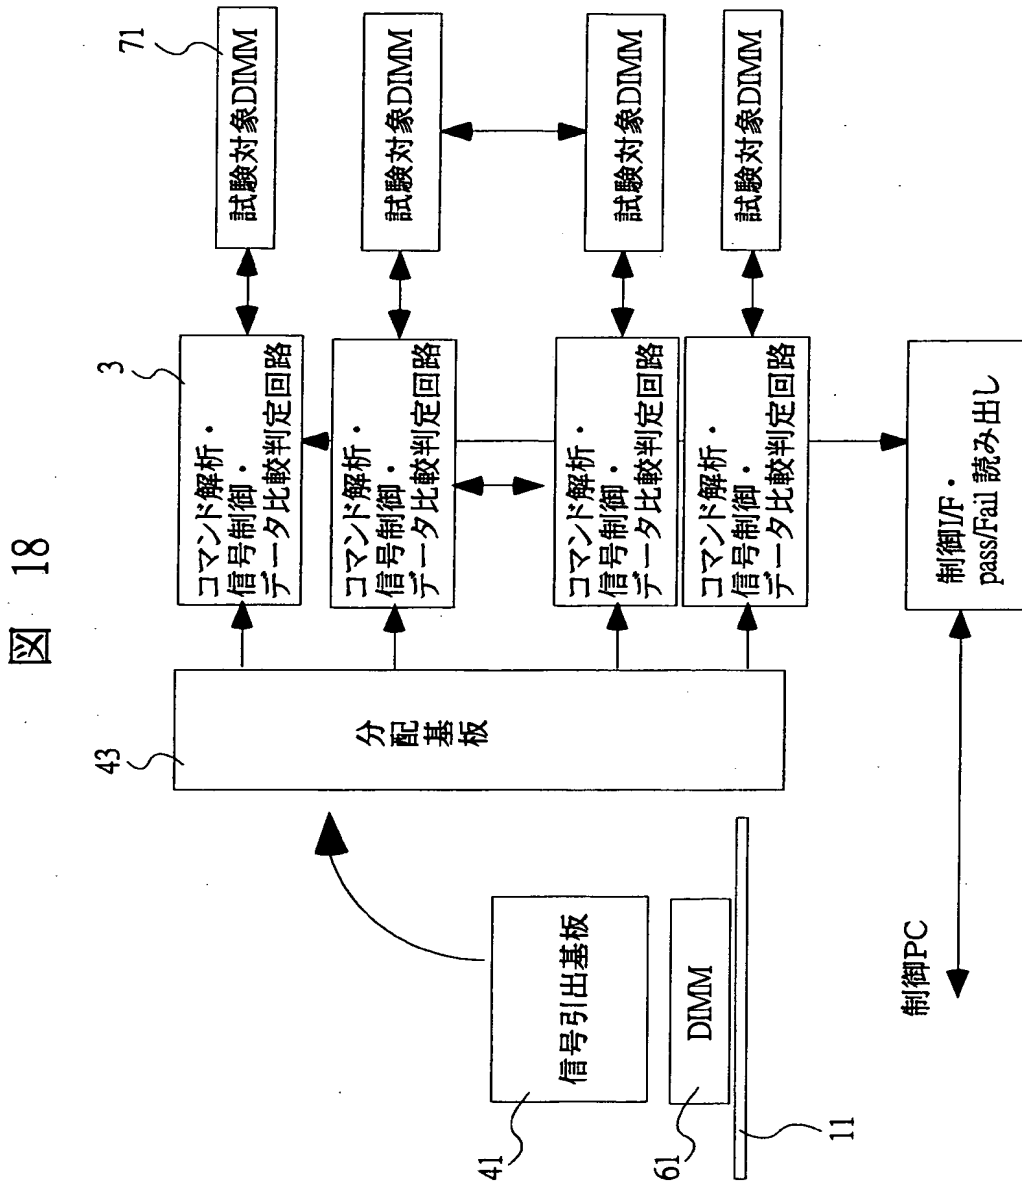 図 18
71
試験対象DIMM
試験対象DIMM
試験対象DIMM
試験対象DIMM
3
コマンド解析・
信号制御・
データ比較判定回路
コマンド解析・
信号制御・
データ比較判定回路
コマンド解析・
信号制御・
データ比較判定回路
コマンド解析・
信号制御・
データ比較判定回路
制御I/F・
pass/Fail 読み出し
43
分配基板
信号引出基板
41
DIMM
61
11
制御PC